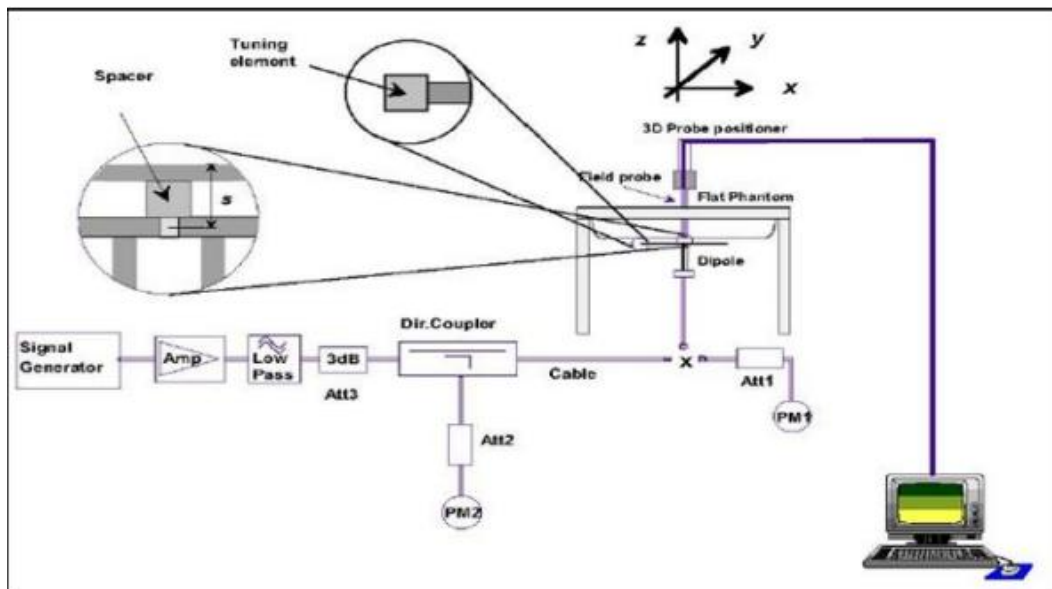 Tuning
element
z
y
x
Spacer
3D Probe positioner
s
Field probe
Flat Phantom
Dipole
Signal
Generator
Amp
Low
Pass
3dB
Att3
Dir.Coupler
Cable
x
Att1
PM1
Att2
PM2